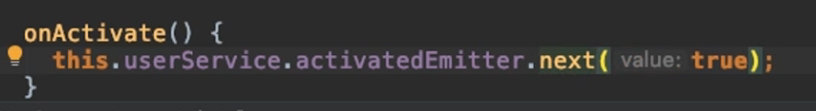 onActivate() {
this.userService.activatedEmitter.next( value: true);
}